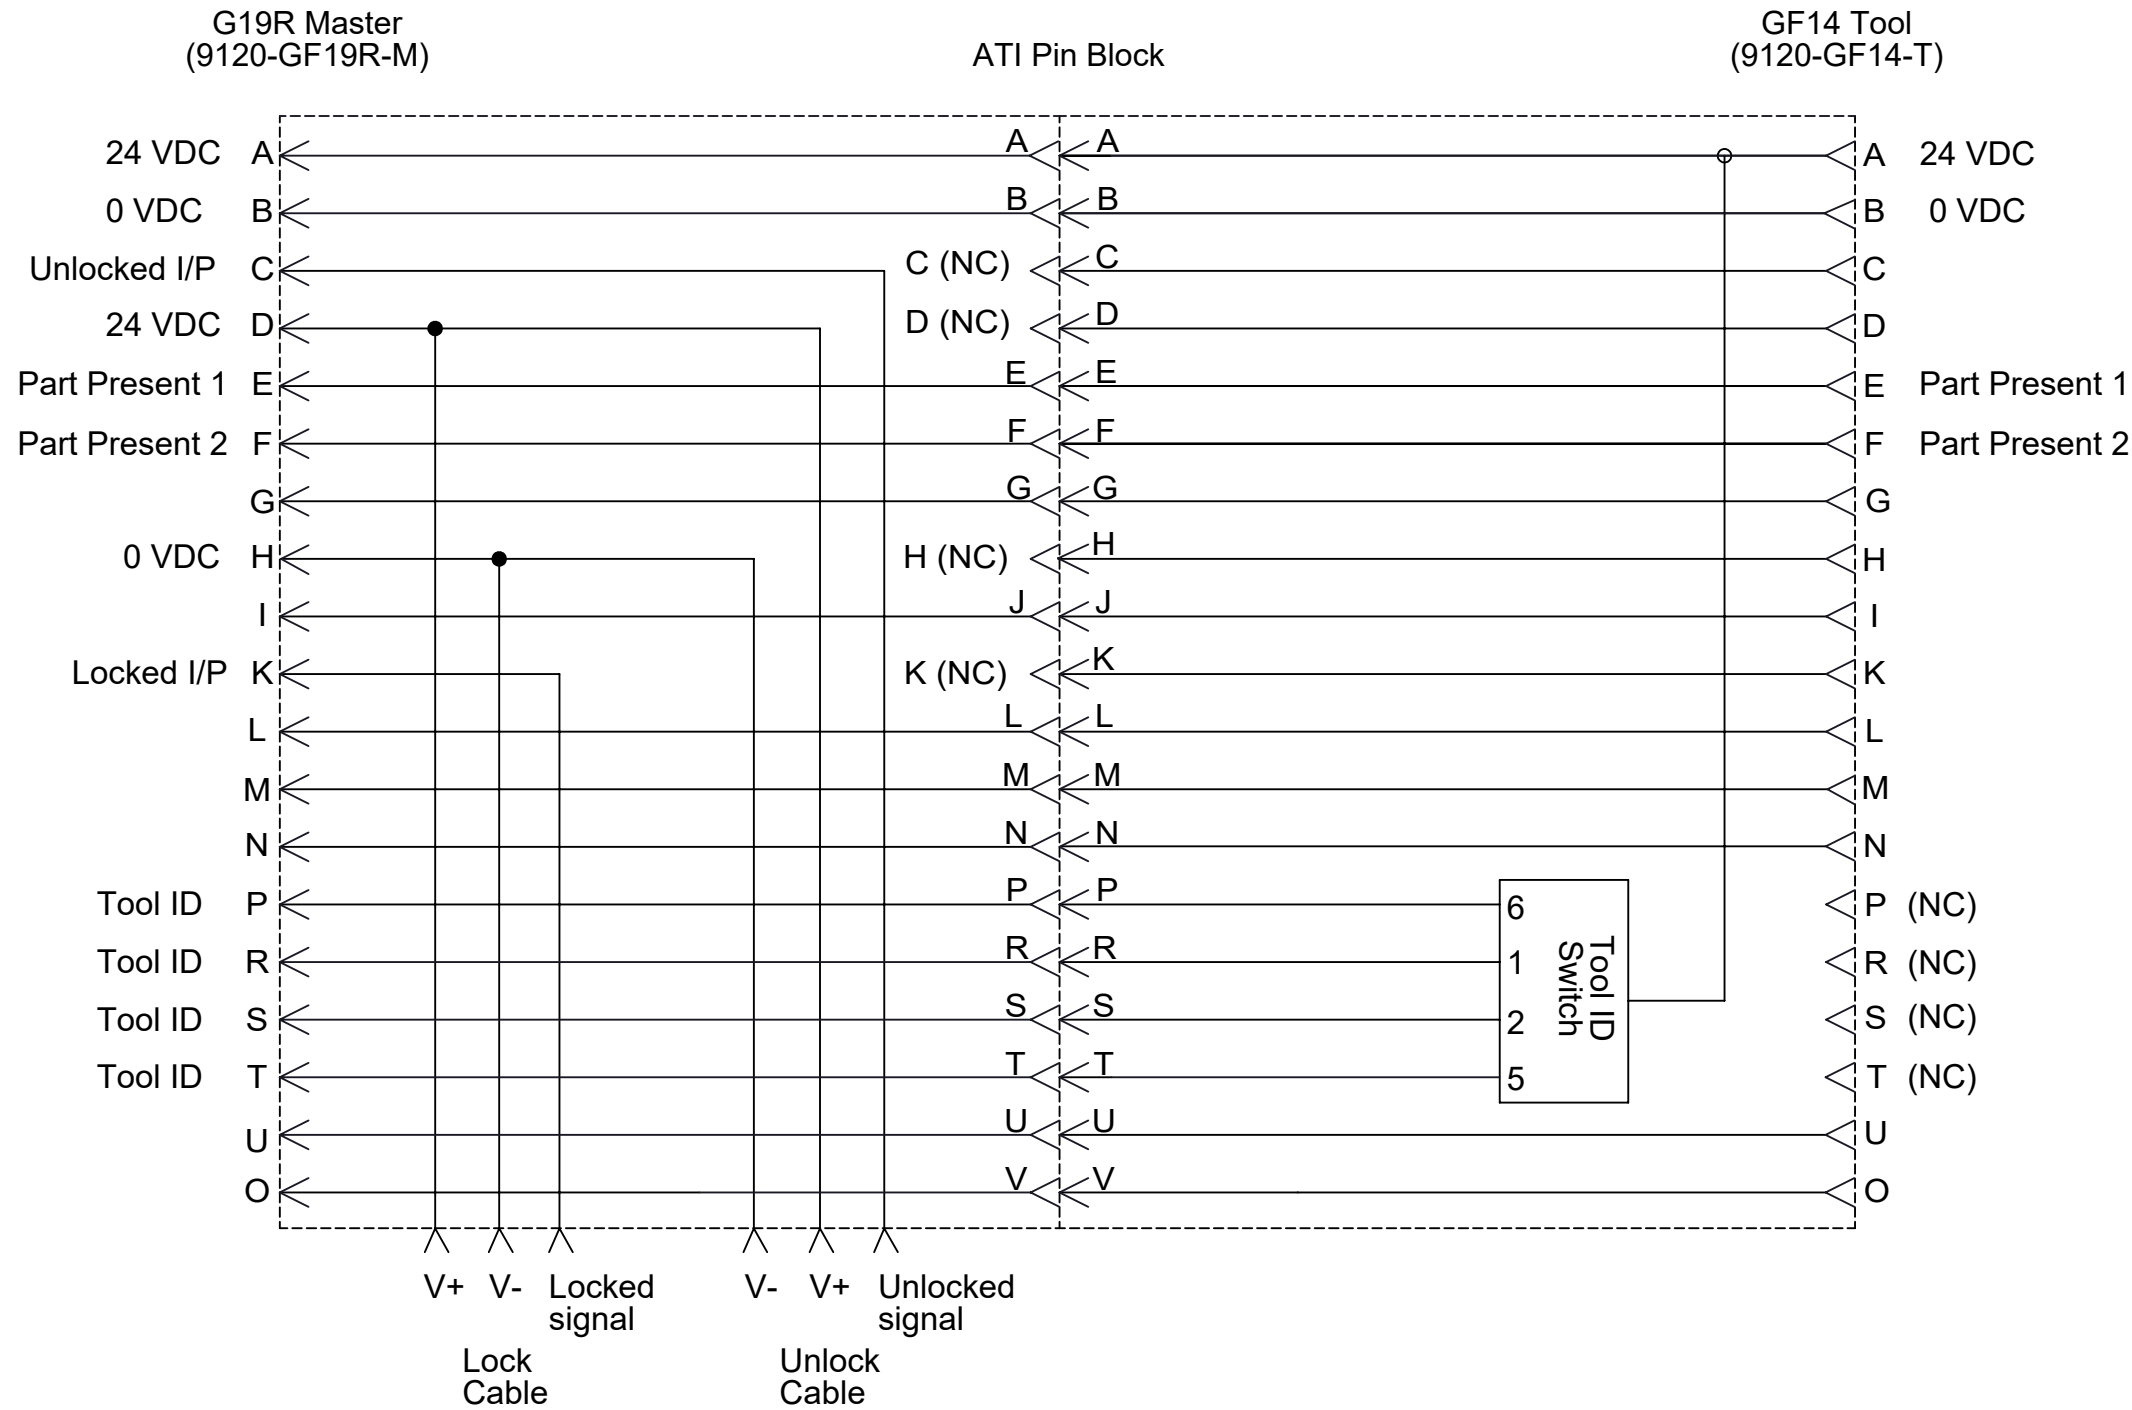 G19R Master
(9120-GF19R-M)
ATI Pin Block
GF14 Tool
(9120-GF14-T)
24 VDC A A A A 24 VDC
0 VDC B B B B 0 VDC
Unlocked I/P C C (NC) C C
24 VDC D D (NC) D D
Part Present 1 E E E E Part Present 1
Part Present 2 F F F F Part Present 2
G G G G
0 VDC H H (NC) H H
I J J I
Locked I/P K K (NC) K K
L L L L
M M M M
N N N N
Tool ID P P P 6 P (NC)
Tool ID R R R 1 R (NC)
Tool ID S S S 2 S (NC)
Tool ID T T T 5 T (NC)
Tool ID
Switch
U U U U
O V V O
V+ V- Locked
signal
V- V+ Unlocked
signal
Lock
Cable
Unlock
Cable